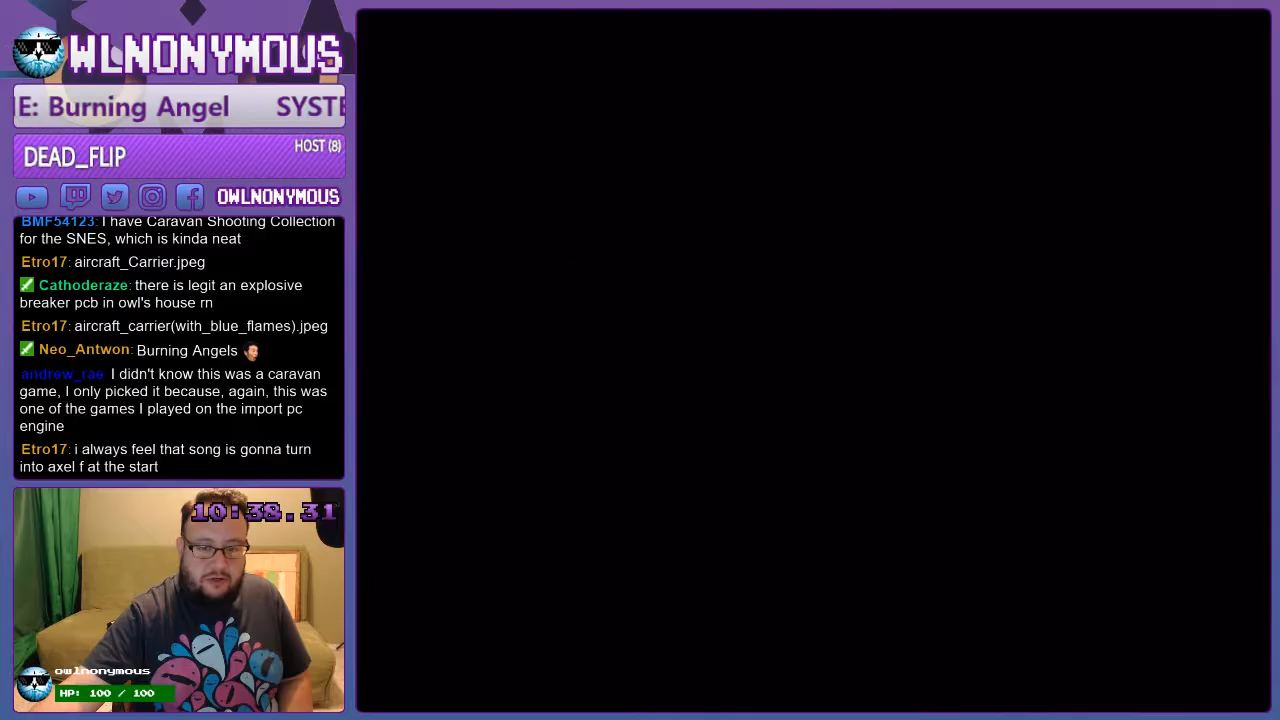 OWLNONYMOUS
E: Burning Angel SYSTE
DEAD_FLIP
HOST (8)
OWLNONYMOUS
BMF54123: I have Caravan Shooting Collection
for the SNES, which is kinda neat
Etro17: aircraft_Carrier.jpeg
Cathoderaze: there is legit an explosive
breaker pcb in owl's house rn
Etro17: aircraft_carrier(with_blue_flames).jpeg
Neo_Antwon: Burning Angels
andrew_rae I didn't know this was a caravan
game, I only picked it because, again, this was
one of the games I played on the import pc
engine
Etro17: i always feel that song is gonna turn
into axel f at the start
10:38.31
owlnonymous
HP: 100 / 100